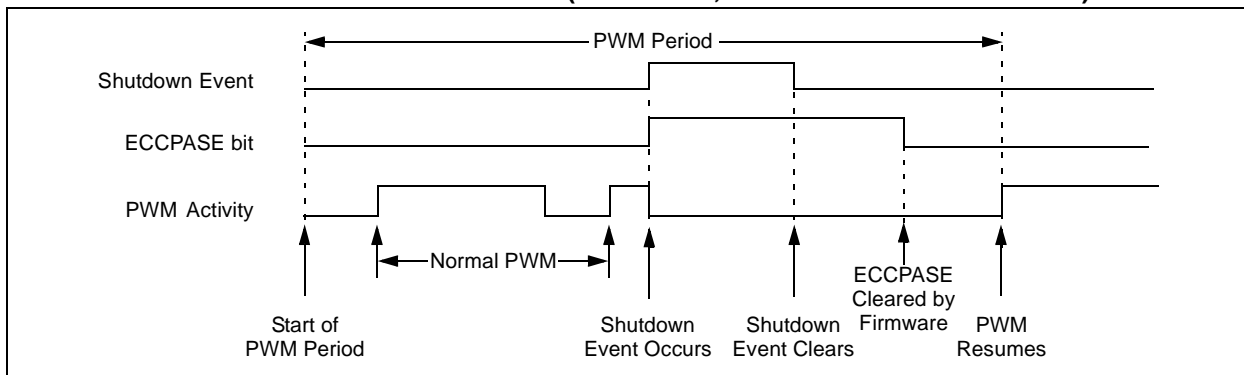 PWM Period
Shutdown Event
ECCPASE bit
PWM Activity
Normal PWM
Start of
PWM Period
Shutdown
Event Occurs
Shutdown
Event Clears
ECCPASE
Cleared by
Firmware
PWM
Resumes